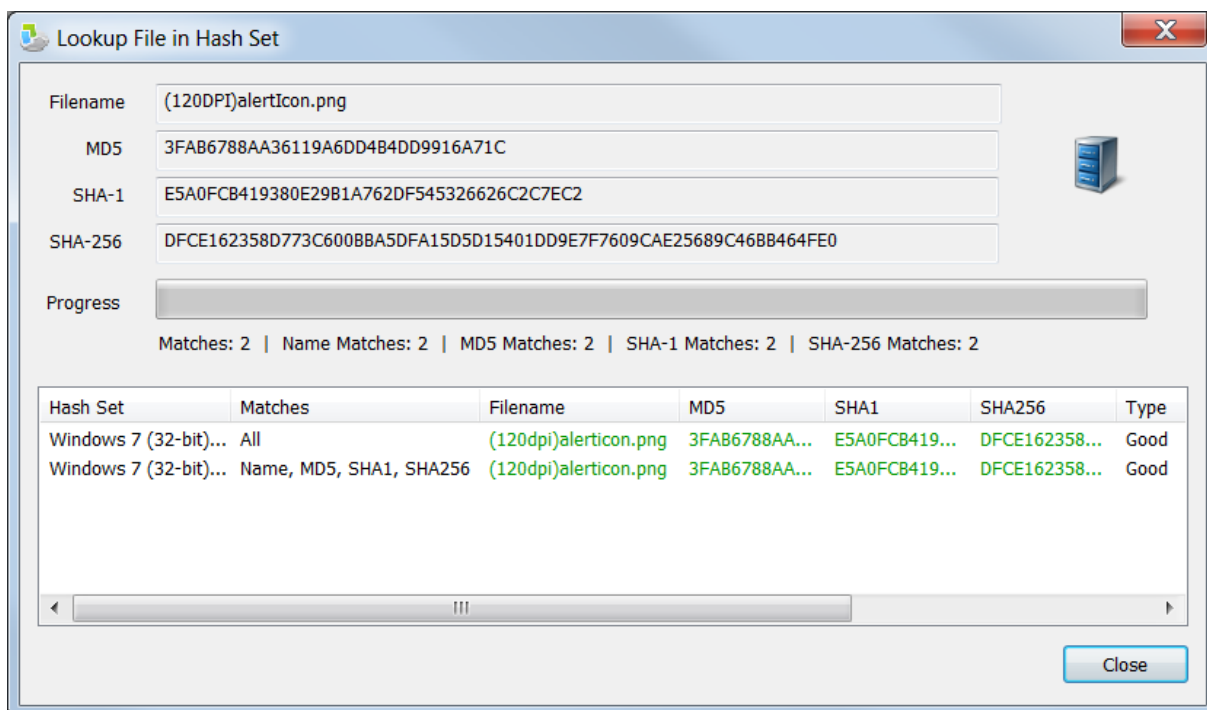 Lookup File in Hash Set
Filename (120DPI)alertIcon.png
MD5 3FAB6788AA36119A6DD4B4DD9916A71C
SHA-1 E5A0FCB419380E29B1A762DF545326626C2C7EC2
SHA-256 DFCE162358D773C600BBA5DFA15D5D15401DD9E7F7609CAE25689C46BB464FE0
Progress
Matches: 2 | Name Matches: 2 | MD5 Matches: 2 | SHA-1 Matches: 2 | SHA-256 Matches: 2
Hash Set Matches Filename MD5 SHA1 SHA256 Type
Windows 7 (32-bit)... All (120dpi)alerticon.png 3FAB6788AA... E5A0FCB419... DFCE162358... Good
Windows 7 (32-bit)... Name, MD5, SHA1, SHA256 (120dpi)alerticon.png 3FAB6788AA... E5A0FCB419... DFCE162358... Good
Close